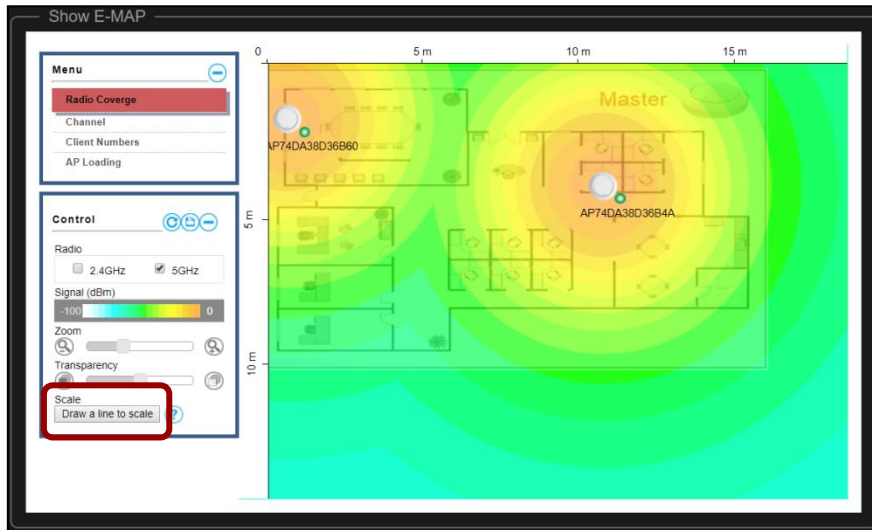 Show E-MAP
0 5 m 10 m 15 m
Menu
Radio Coverge
Channel
Client Numbers
AP Loading
Master
AP74DA38D36B60
AP74DA38D36B4A
5 m
10 m
Control
Radio
2.4GHz 5GHz
Signal (dBm)
-100 0
Zoom
Transparency
Scale
Draw a line to scale ?